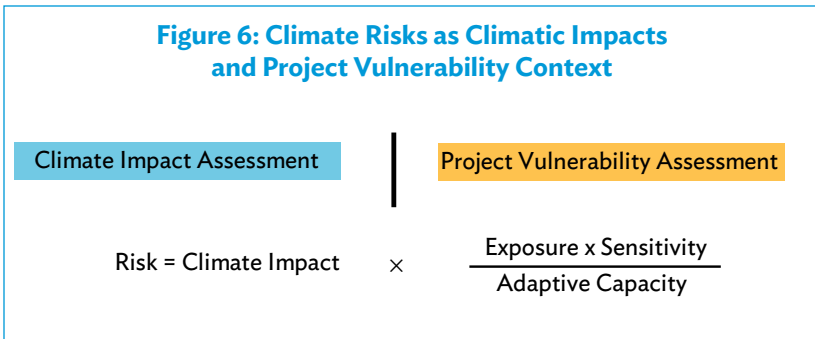 Figure 6: Climate Risks as Climatic Impacts
and Project Vulnerability Context
Climate Impact Assessment
Project Vulnerability Assessment
Risk = Climate Impact × Exposure x Sensitivity
Adaptive Capacity